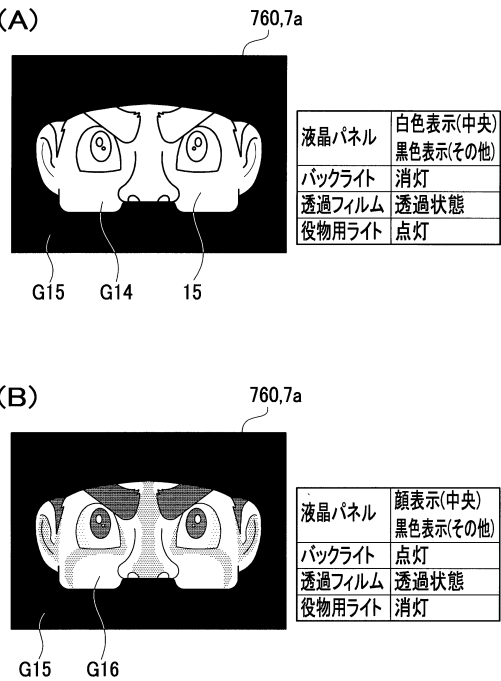 (A)
760,7a
液晶パネル 白色表示(中央)
黒色表示(その他)
バックライト 消灯
透過フィルム 透過状態
役物用ライト 点灯
G15 G14 15
(B)
760,7a
液晶パネル 顔表示(中央)
黒色表示(その他)
バックライト 点灯
透過フィルム 透過状態
役物用ライト 消灯
G15 G16